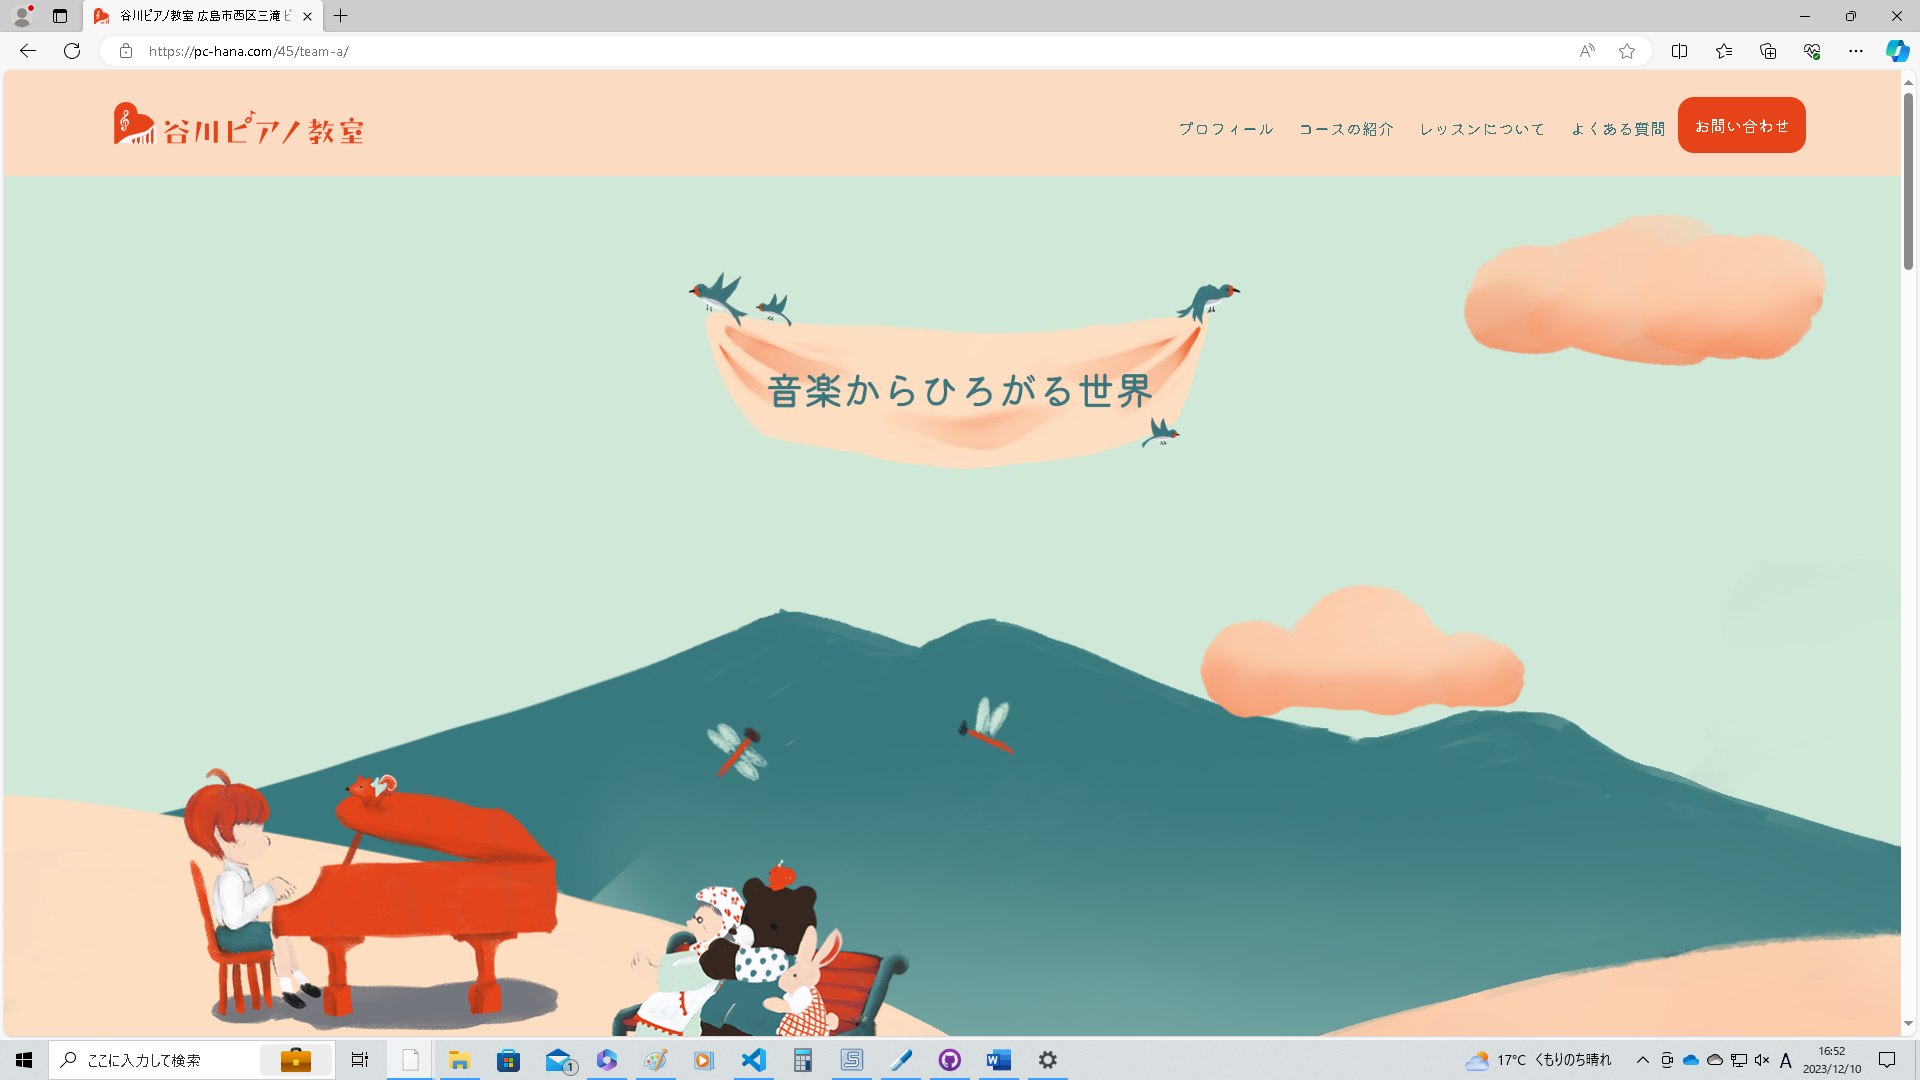 谷川ピアノ教室 広島市西区三滝 ピ
https://pc-hana.com/45/team-a/
谷川ピアノ教室
プロフィール コースの紹介 レッスンについて よくある質問 お問い合わせ
音楽からひろがる世界
ここに入力して検索
1
17°C くもりのち晴れ
A
16:52
2023/12/10